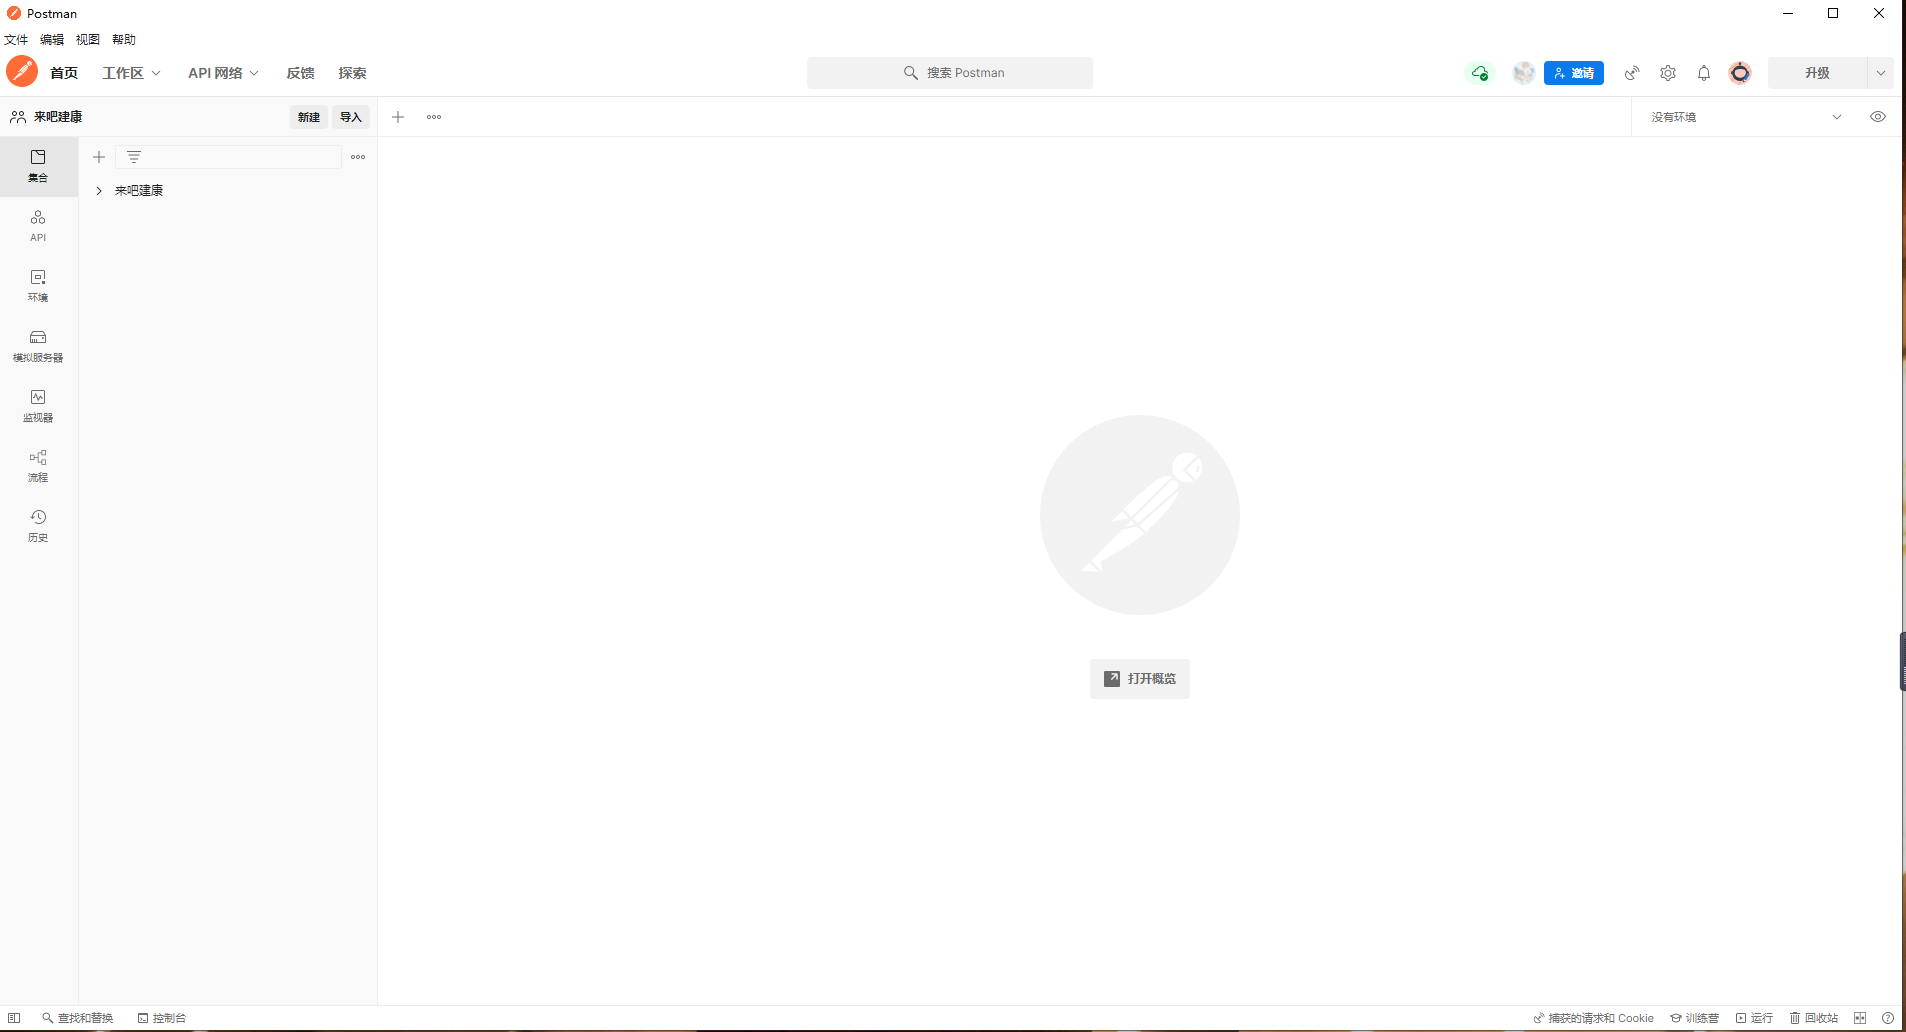 Postman
文件 编辑 视图 帮助
首页 工作区 API 网络 反馈 探索 搜索 Postman 邀请 升级
来吧建康 新建 导入 没有环境
集合
来吧建康
API
环境
模拟服务器
监视器
流程
历史
打开概览
查找和替换 控制台 捕获的请求和 Cookie 训练营 运行 回收站